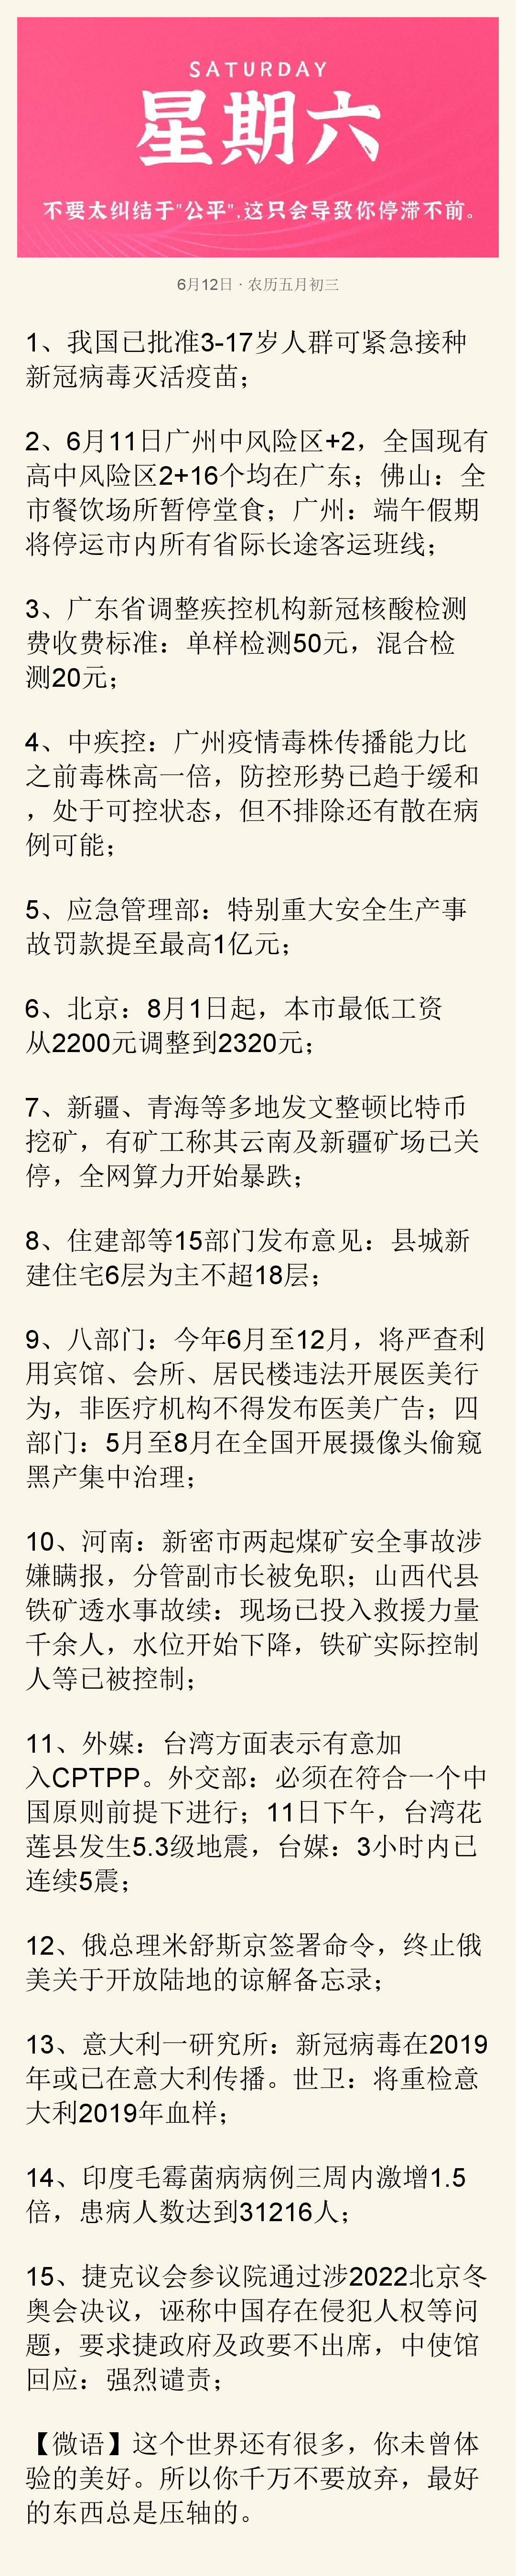 SATURDAY
星期六
不要太纠结于"公平",这只会导致你停滞不前。
6月12日 · 农历五月初三
1、我国已批准3-17岁人群可紧急接种
新冠病毒灭活疫苗；
2、6月11日广州中风险区+2，全国现有
高中风险区2+16个均在广东；佛山：全
市餐饮场所暂停堂食；广州：端午假期
将停运市内所有省际长途客运班线；
3、广东省调整疾控机构新冠核酸检测
费收费标准：单样检测50元，混合检
测20元；
4、中疾控：广州疫情毒株传播能力比
之前毒株高一倍，防控形势已趋于缓和
，处于可控状态，但不排除还有散在病
例可能；
5、应急管理部：特别重大安全生产事
故罚款提至最高1亿元；
6、北京：8月1日起，本市最低工资
从2200元调整到2320元；
7、新疆、青海等多地发文整顿比特币
挖矿，有矿工称其云南及新疆矿场已关
停，全网算力开始暴跌；
8、住建部等15部门发布意见：县城新
建住宅6层为主不超18层；
9、八部门：今年6月至12月，将严查利
用宾馆、会所、居民楼违法开展医美行
为，非医疗机构不得发布医美广告；四
部门：5月至8月在全国开展摄像头偷窥
黑产集中治理；
10、河南：新密市两起煤矿安全事故涉
嫌瞒报，分管副市长被免职；山西代县
铁矿透水事故续：现场已投入救援力量
千余人，水位开始下降，铁矿实际控制
人等已被控制；
11、外媒：台湾方面表示有意加
入CPTPP。外交部：必须在符合一个中
国原则前提下进行；11日下午，台湾花
莲县发生5.3级地震，台媒：3小时内已
连续5震；
12、俄总理米舒斯京签署命令，终止俄
美关于开放陆地的谅解备忘录；
13、意大利一研究所：新冠病毒在2019
年或已在意大利传播。世卫：将重检意
大利2019年血样；
14、印度毛霉菌病病例三周内激增1.5
倍，患病人数达到31216人；
15、捷克议会参议院通过涉2022北京冬
奥会决议，诬称中国存在侵犯人权等问
题，要求捷政府及政要不出席，中使馆
回应：强烈谴责；
【微语】这个世界还有很多，你未曾体
验的美好。所以你千万不要放弃，最好
的东西总是压轴的。